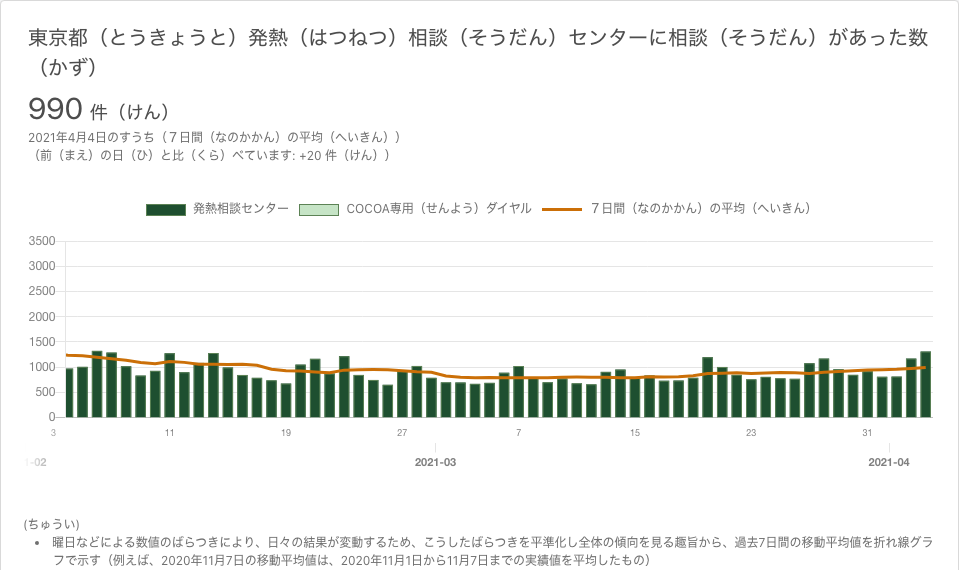 東京都（とうきょうと）発熱（はつねつ）相談（そうだん）センターに相談（そうだん）があった数
（かず）
990 件（けん）
2021年4月4日のすうち（７日間（なのかかん）の平均（へいきん））
（前（まえ）の日（ひ）と比（くら）べています: +20 件（けん））
発熱相談センター COCOA専用（せんよう）ダイヤル ７日間（なのかかん）の平均（へいきん）
3500
3000
2500
2000
1500
1000
500
0
3 11 19 27 7 15 23 31
-02 2021-03 2021-04
(ちゅうい)
• 曜日などによる数値のばらつきにより、日々の結果が変動するため、こうしたばらつきを平準化し全体の傾向を見る趣旨から、過去7日間の移動平均値を折れ線グラ
フで示す（例えば、2020年11月7日の移動平均値は、2020年11月1日から11月7日までの実績値を平均したもの）